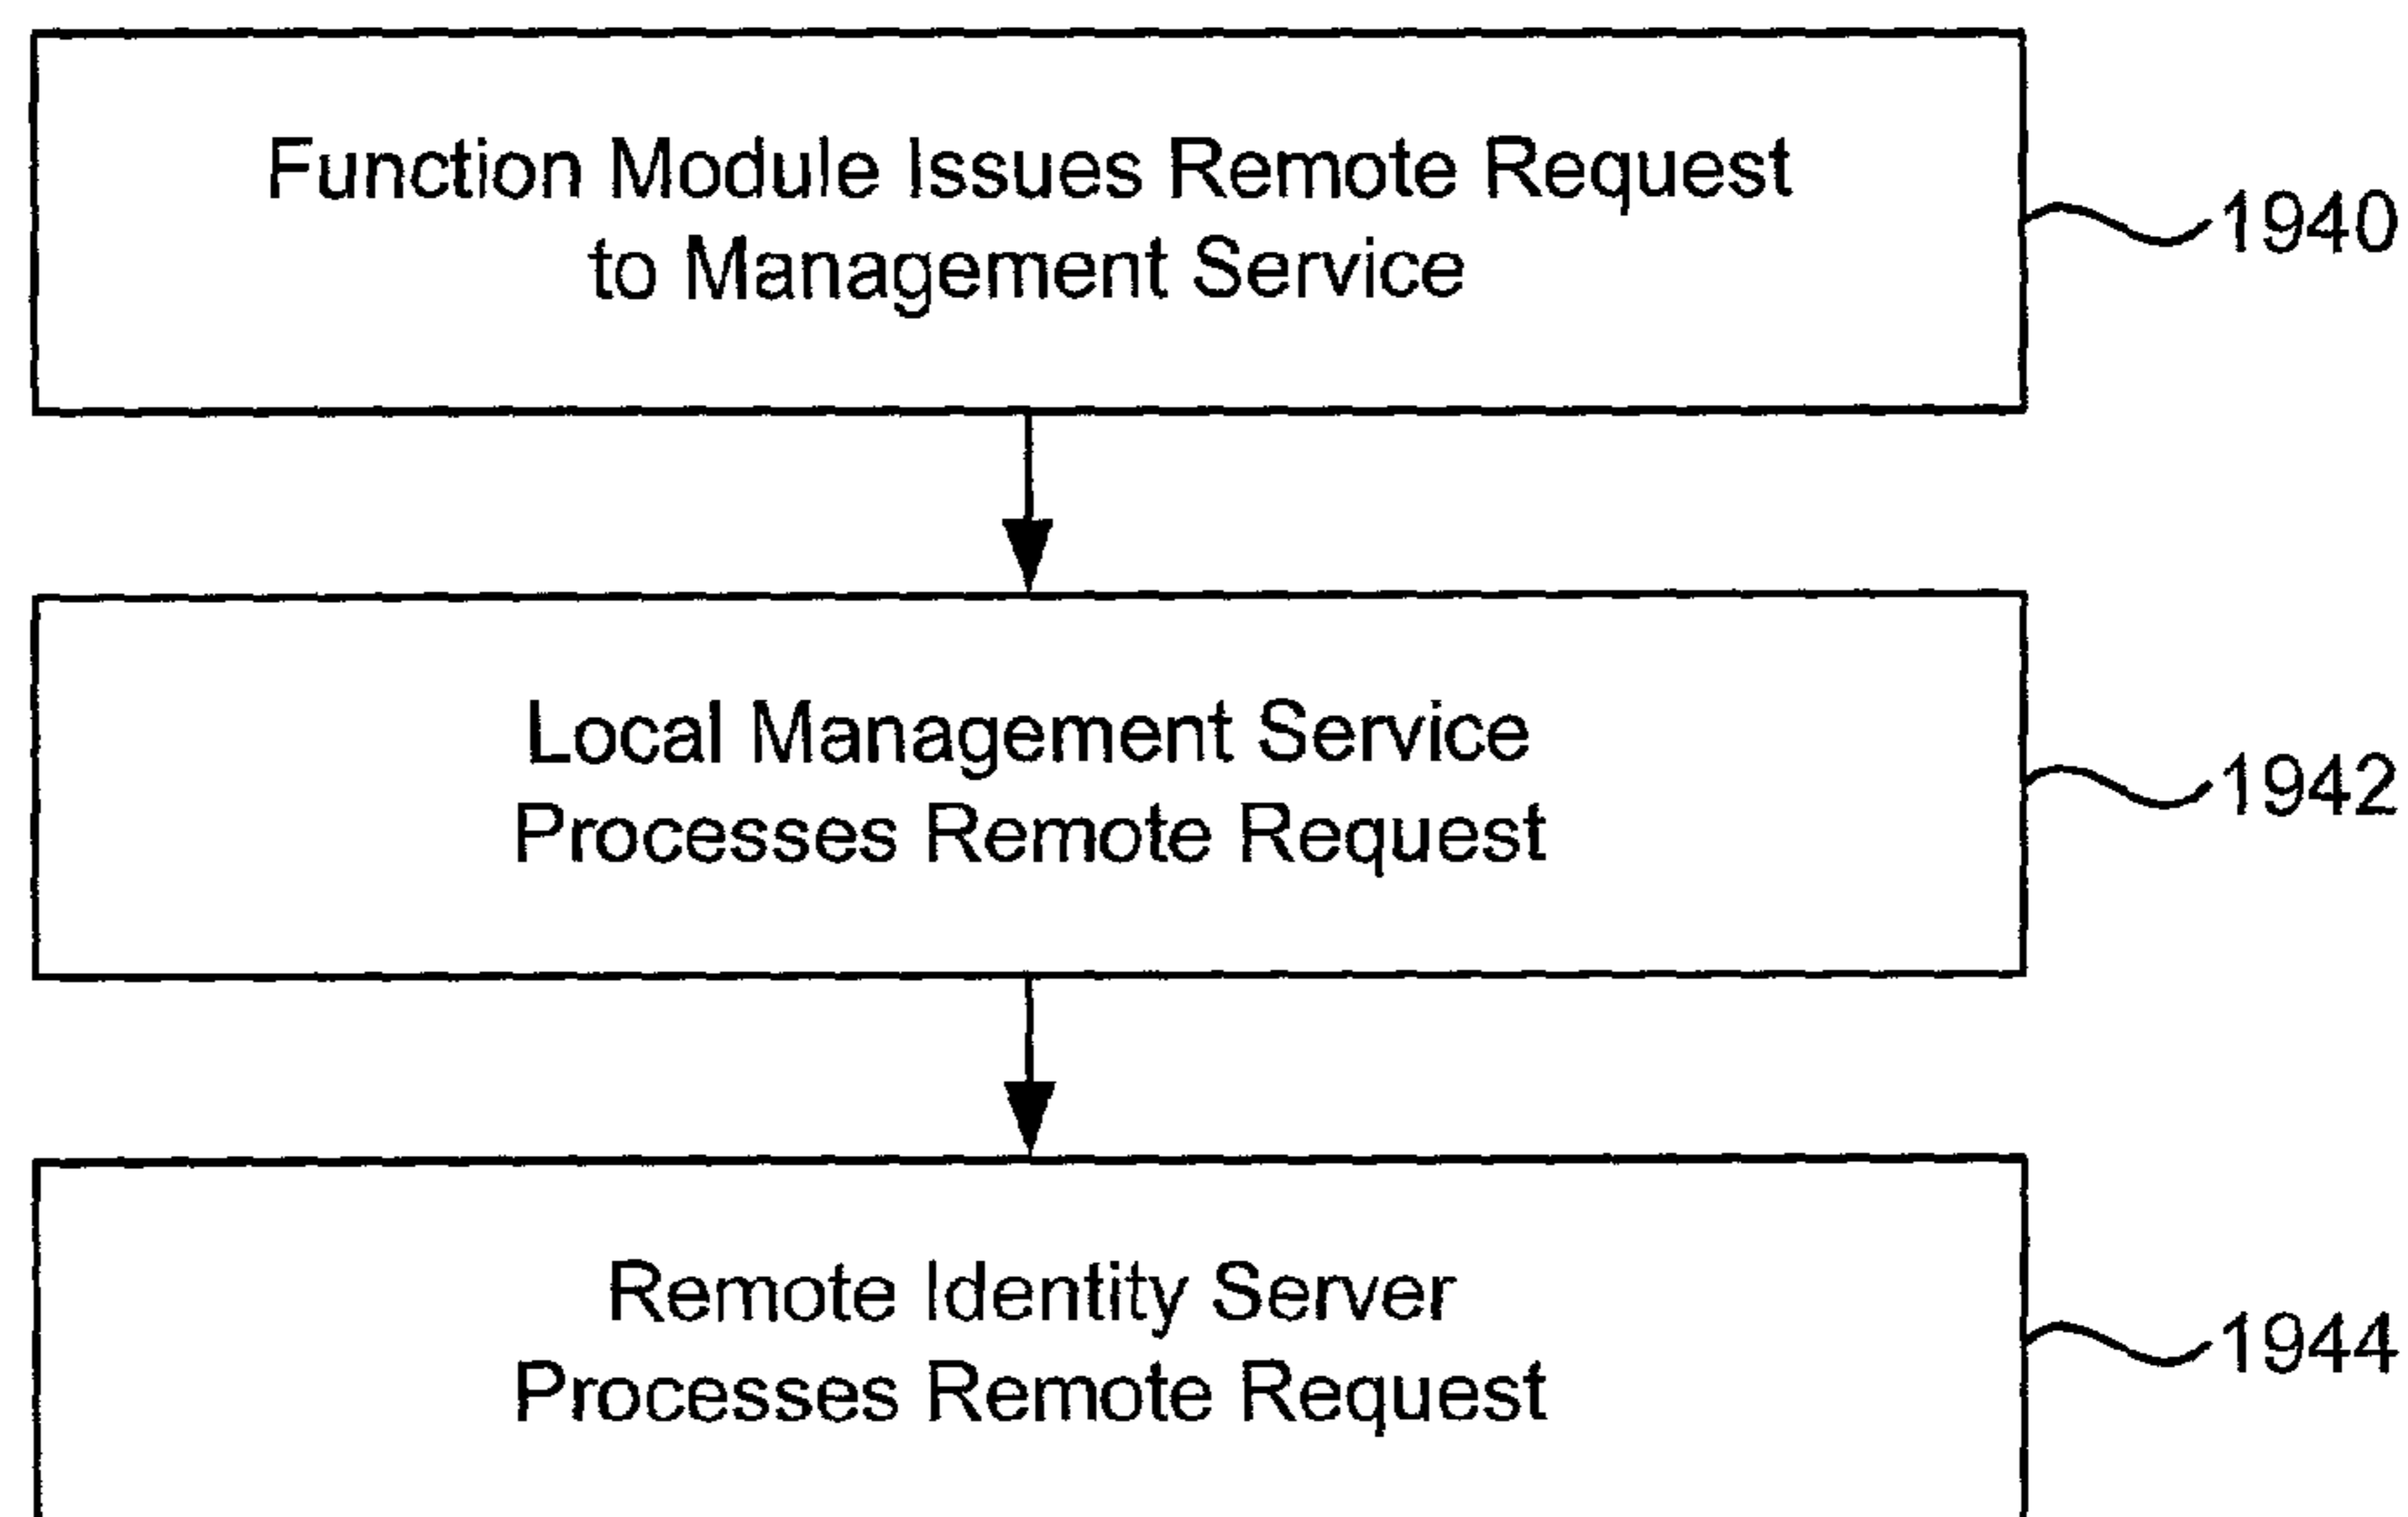 Function Module Issues Remote Request
to Management Service
1940
Local Management Service
Processes Remote Request
1942
Remote Identity Server
Processes Remote Request
1944